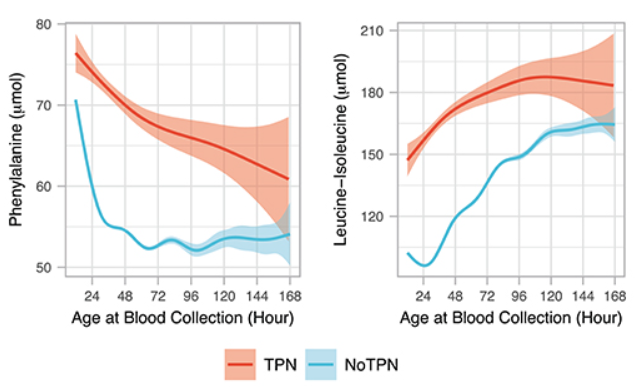 80
70
60
50
Phenylalanine (μmol)
24 48 72 96 120 144 168
Age at Blood Collection (Hour)
210
180
150
120
Leucine−Isoleucine (μmol)
24 48 72 96 120 144 168
Age at Blood Collection (Hour)
TPN NoTPN